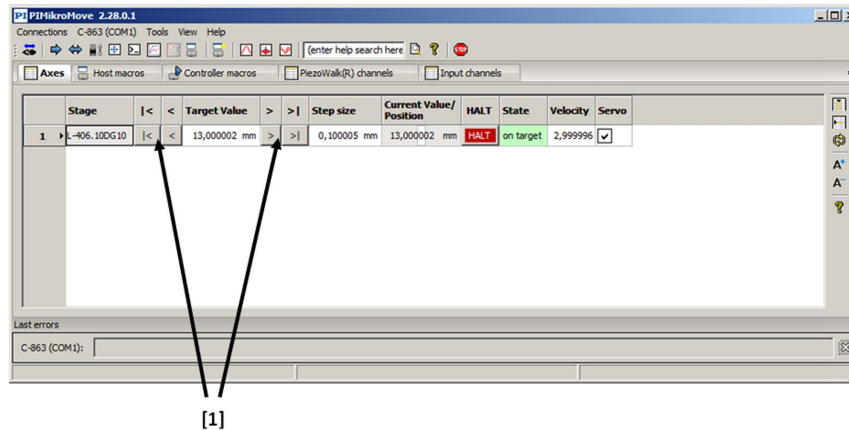 PI PIMikroMove 2.28.0.1
Connections C-863 (COM1) Tools View Help
(enter help search here
STOP
Axes Host macros Controller macros PiezoWalk(R) channels Input channels
Stage |< < Target Value > >| Step size Current Value/ Position HALT State Velocity Servo
1 L-406.10DG10 |< < 13,000002 mm > >| 0,100005 mm 13,000002 mm HALT on target 2,999996
A+
A-
Last errors
C-863 (COM1):
[1]